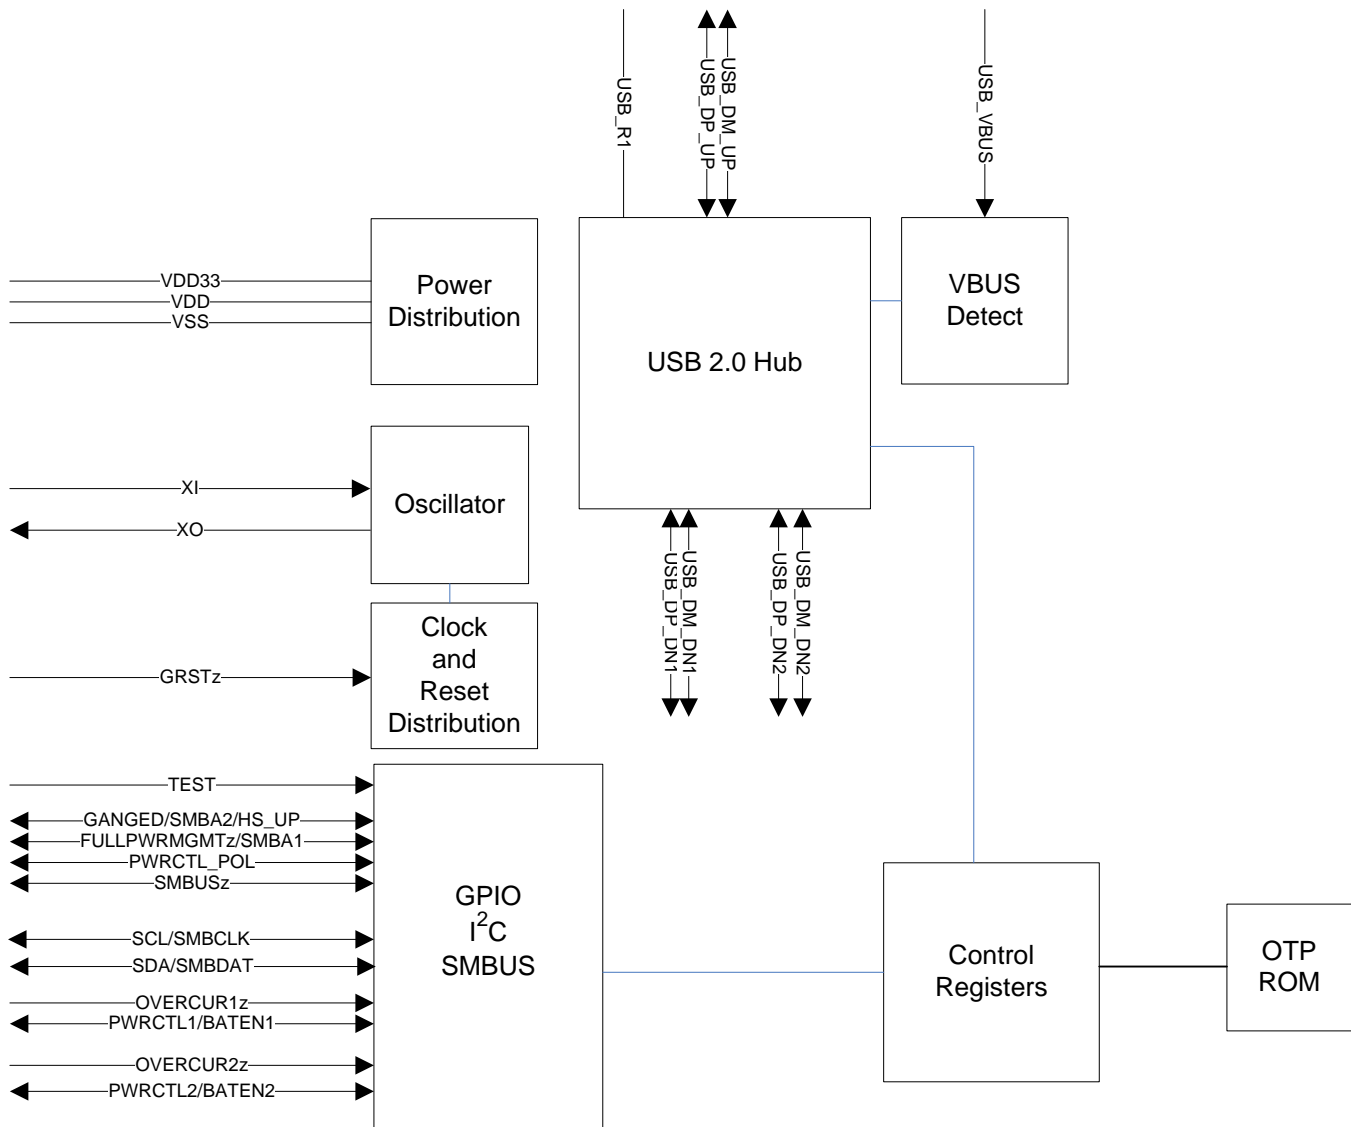 USB_R1
USB_DP_UP
USB_DM_UP
USB_VBUS
VDD33
VDD
VSS
Power
Distribution
USB 2.0 Hub
VBUS
Detect
XI
XO
Oscillator
USB_DP_DN1
USB_DM_DN1
USB_DP_DN2
USB_DM_DN2
GRSTz
Clock
and
Reset
Distribution
TEST
GANGED/SMBA2/HS_UP
FULLPWRMGMTz/SMBA1
PWRCTL_POL
SMBUSz
SCL/SMBCLK
SDA/SMBDAT
OVERCUR1z
PWRCTL1/BATEN1
OVERCUR2z
PWRCTL2/BATEN2
GPIO
I²C
SMBUS
Control
Registers
OTP
ROM